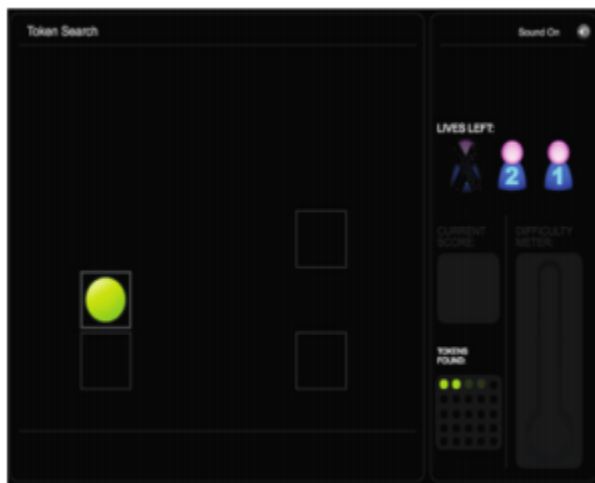 Token Search
Sound On
LIVES LEFT:
2 1
CURRENT SCORE:
DIFFICULTY METER:
TOKENS
FOUND: